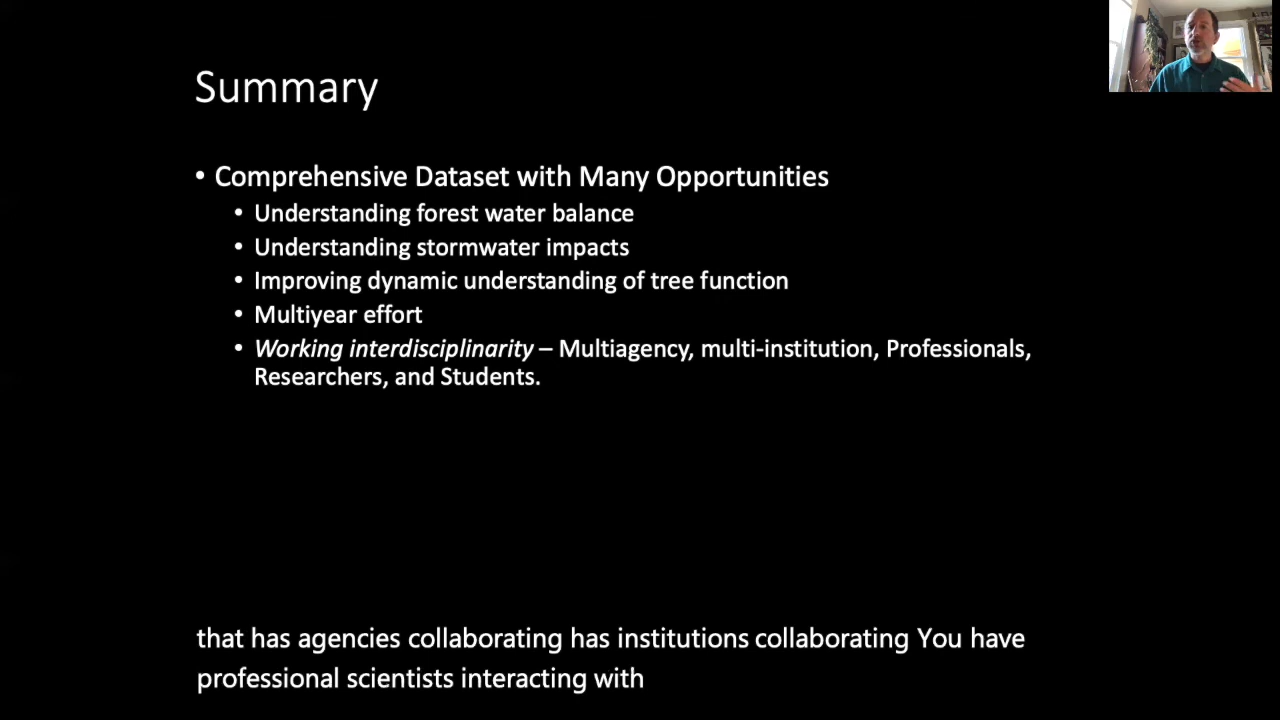 Summary
• Comprehensive Dataset with Many Opportunities
• Understanding forest water balance
• Understanding stormwater impacts
• Improving dynamic understanding of tree function
• Multiyear effort
• Working interdisciplinarity – Multiagency, multi-institution, Professionals,
Researchers, and Students.
that has agencies collaborating has institutions collaborating You have
professional scientists interacting with